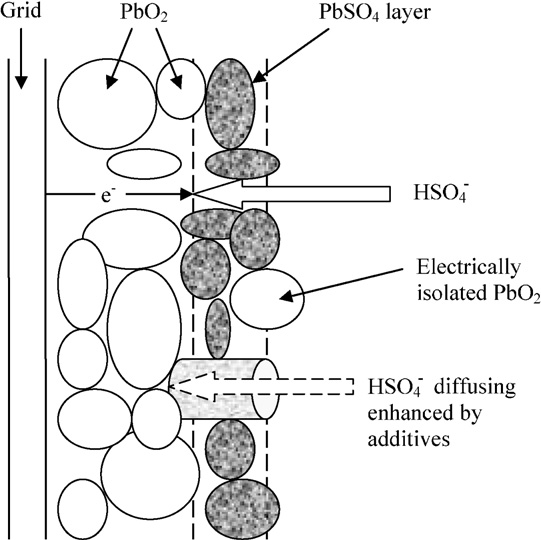 Grid
PbO₂
PbSO₄ layer
e⁻
HSO₄⁻
Electrically
isolated PbO₂
HSO₄⁻ diffusing
enhanced by
additives